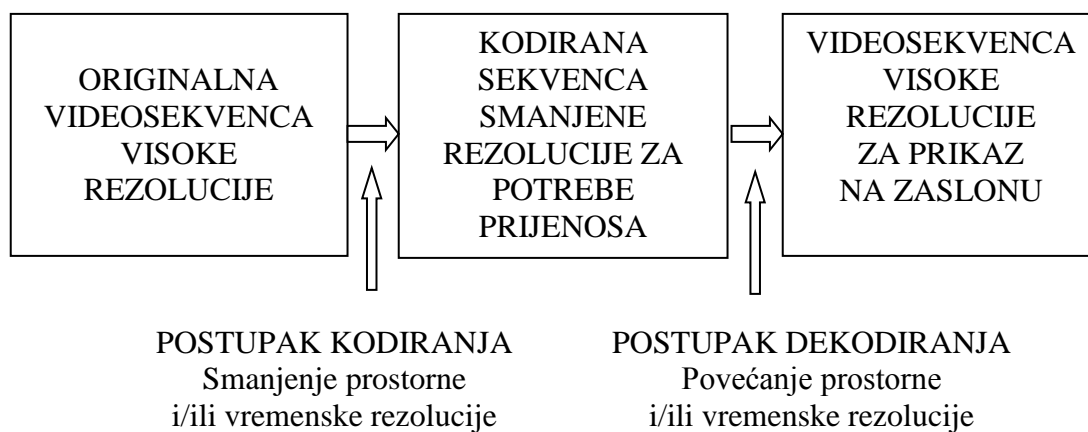 ORIGINALNA
VIDEOSEKVENCA
VISOKE
REZOLUCIJE
KODIRANA
SEKVENCA
SMANJENE
REZOLUCIJE ZA
POTREBE
PRIJENOSA
VIDEOSEKVENCA
VISOKE
REZOLUCIJE
ZA PRIKAZ
NA ZASLONU
POSTUPAK KODIRANJA
Smanjenje prostorne
i/ili vremenske rezolucije
POSTUPAK DEKODIRANJA
Povećanje prostorne
i/ili vremenske rezolucije